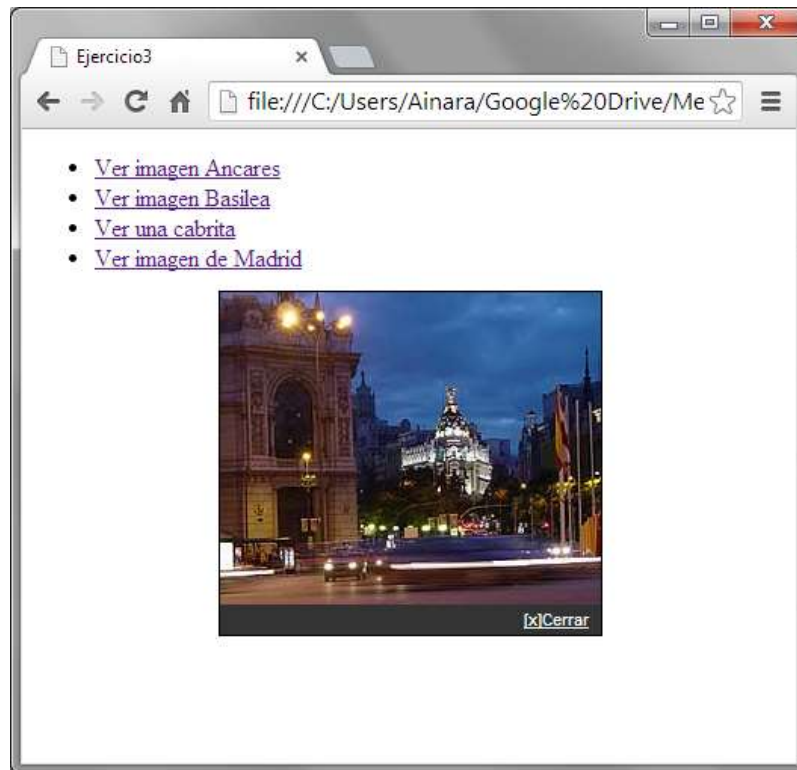 Ejercicio3
file:///C:/Users/Ainara/Google%20Drive/Me
Ver imagen Ancares
Ver imagen Basilea
Ver una cabrita
Ver imagen de Madrid
[x]Cerrar